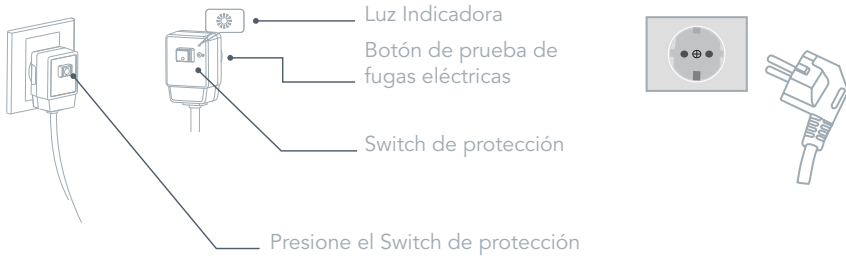 Luz Indicadora
Botón de prueba de
fugas eléctricas
Switch de protección
Presione el Switch de protección